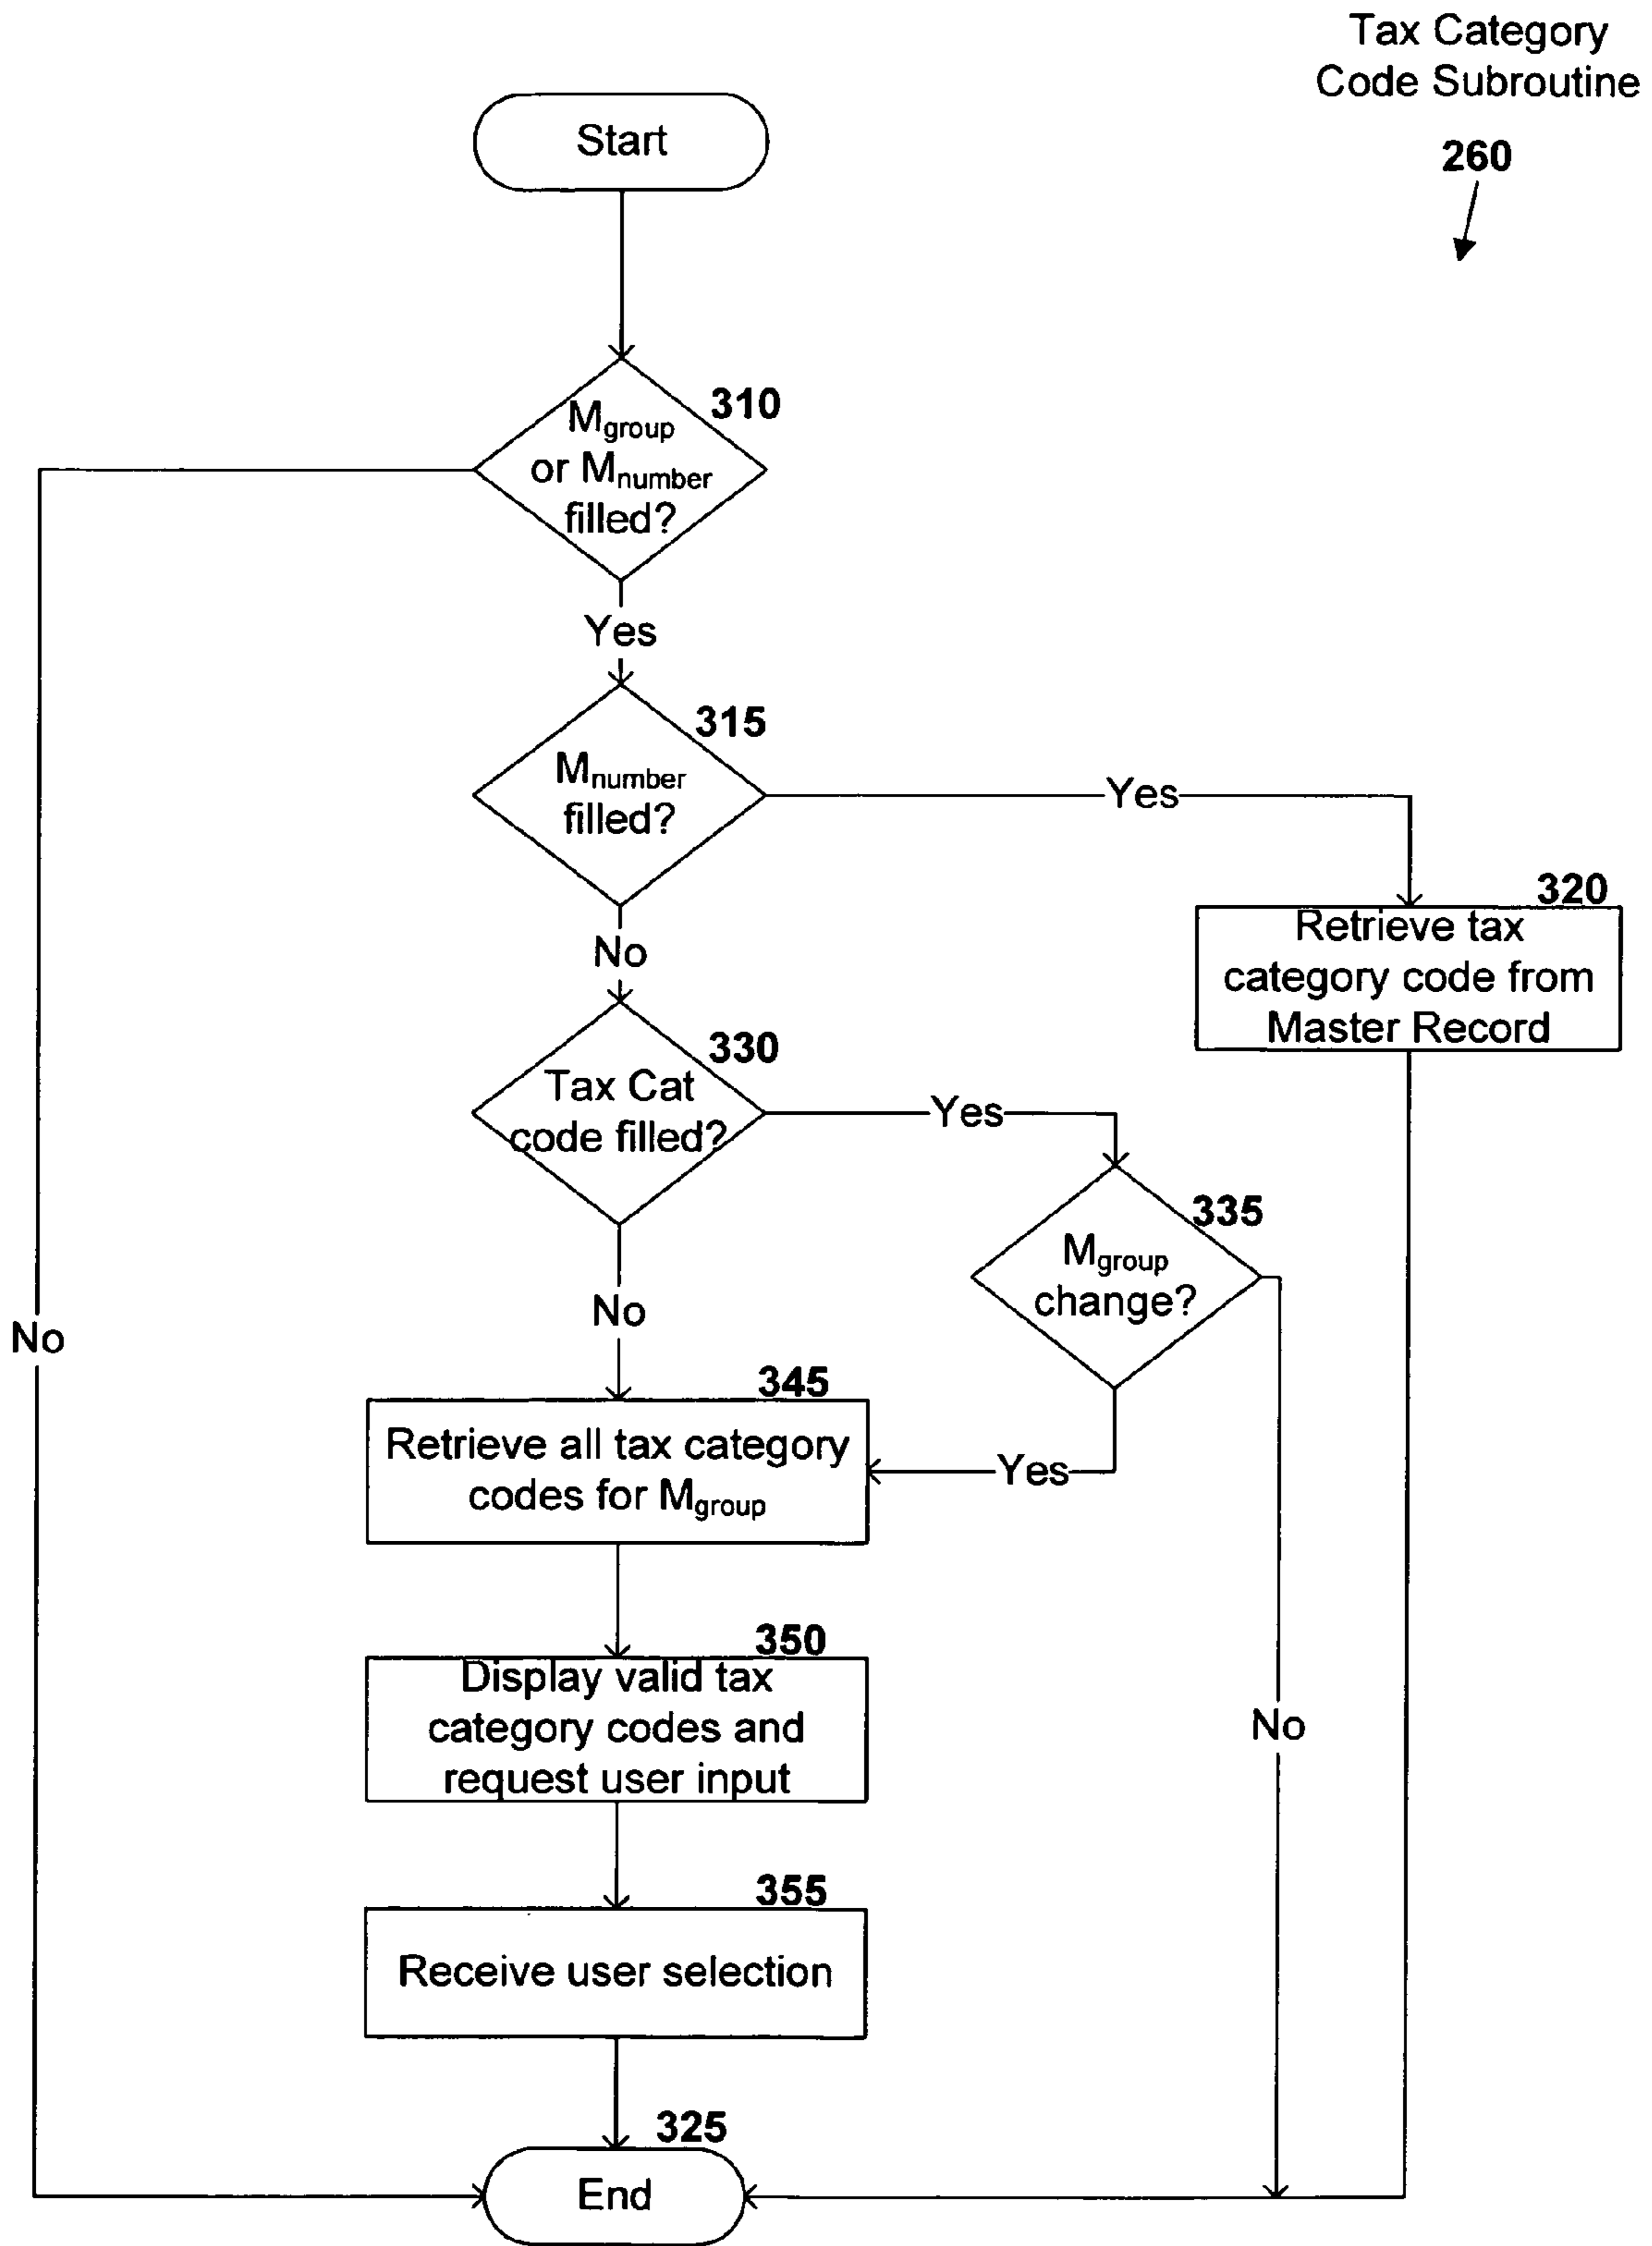 Tax Category
Code Subroutine
260
Start
310
Mgroup
or Mnumber
filled?
Yes
315
Mnumber
filled?
Yes
320
Retrieve tax
category code from
Master Record
No
330
Tax Cat
code filled?
Yes
335
Mgroup
change?
No
No
345
Retrieve all tax category
codes for Mgroup
Yes
350
Display valid tax
category codes and
request user input
No
355
Receive user selection
325
End